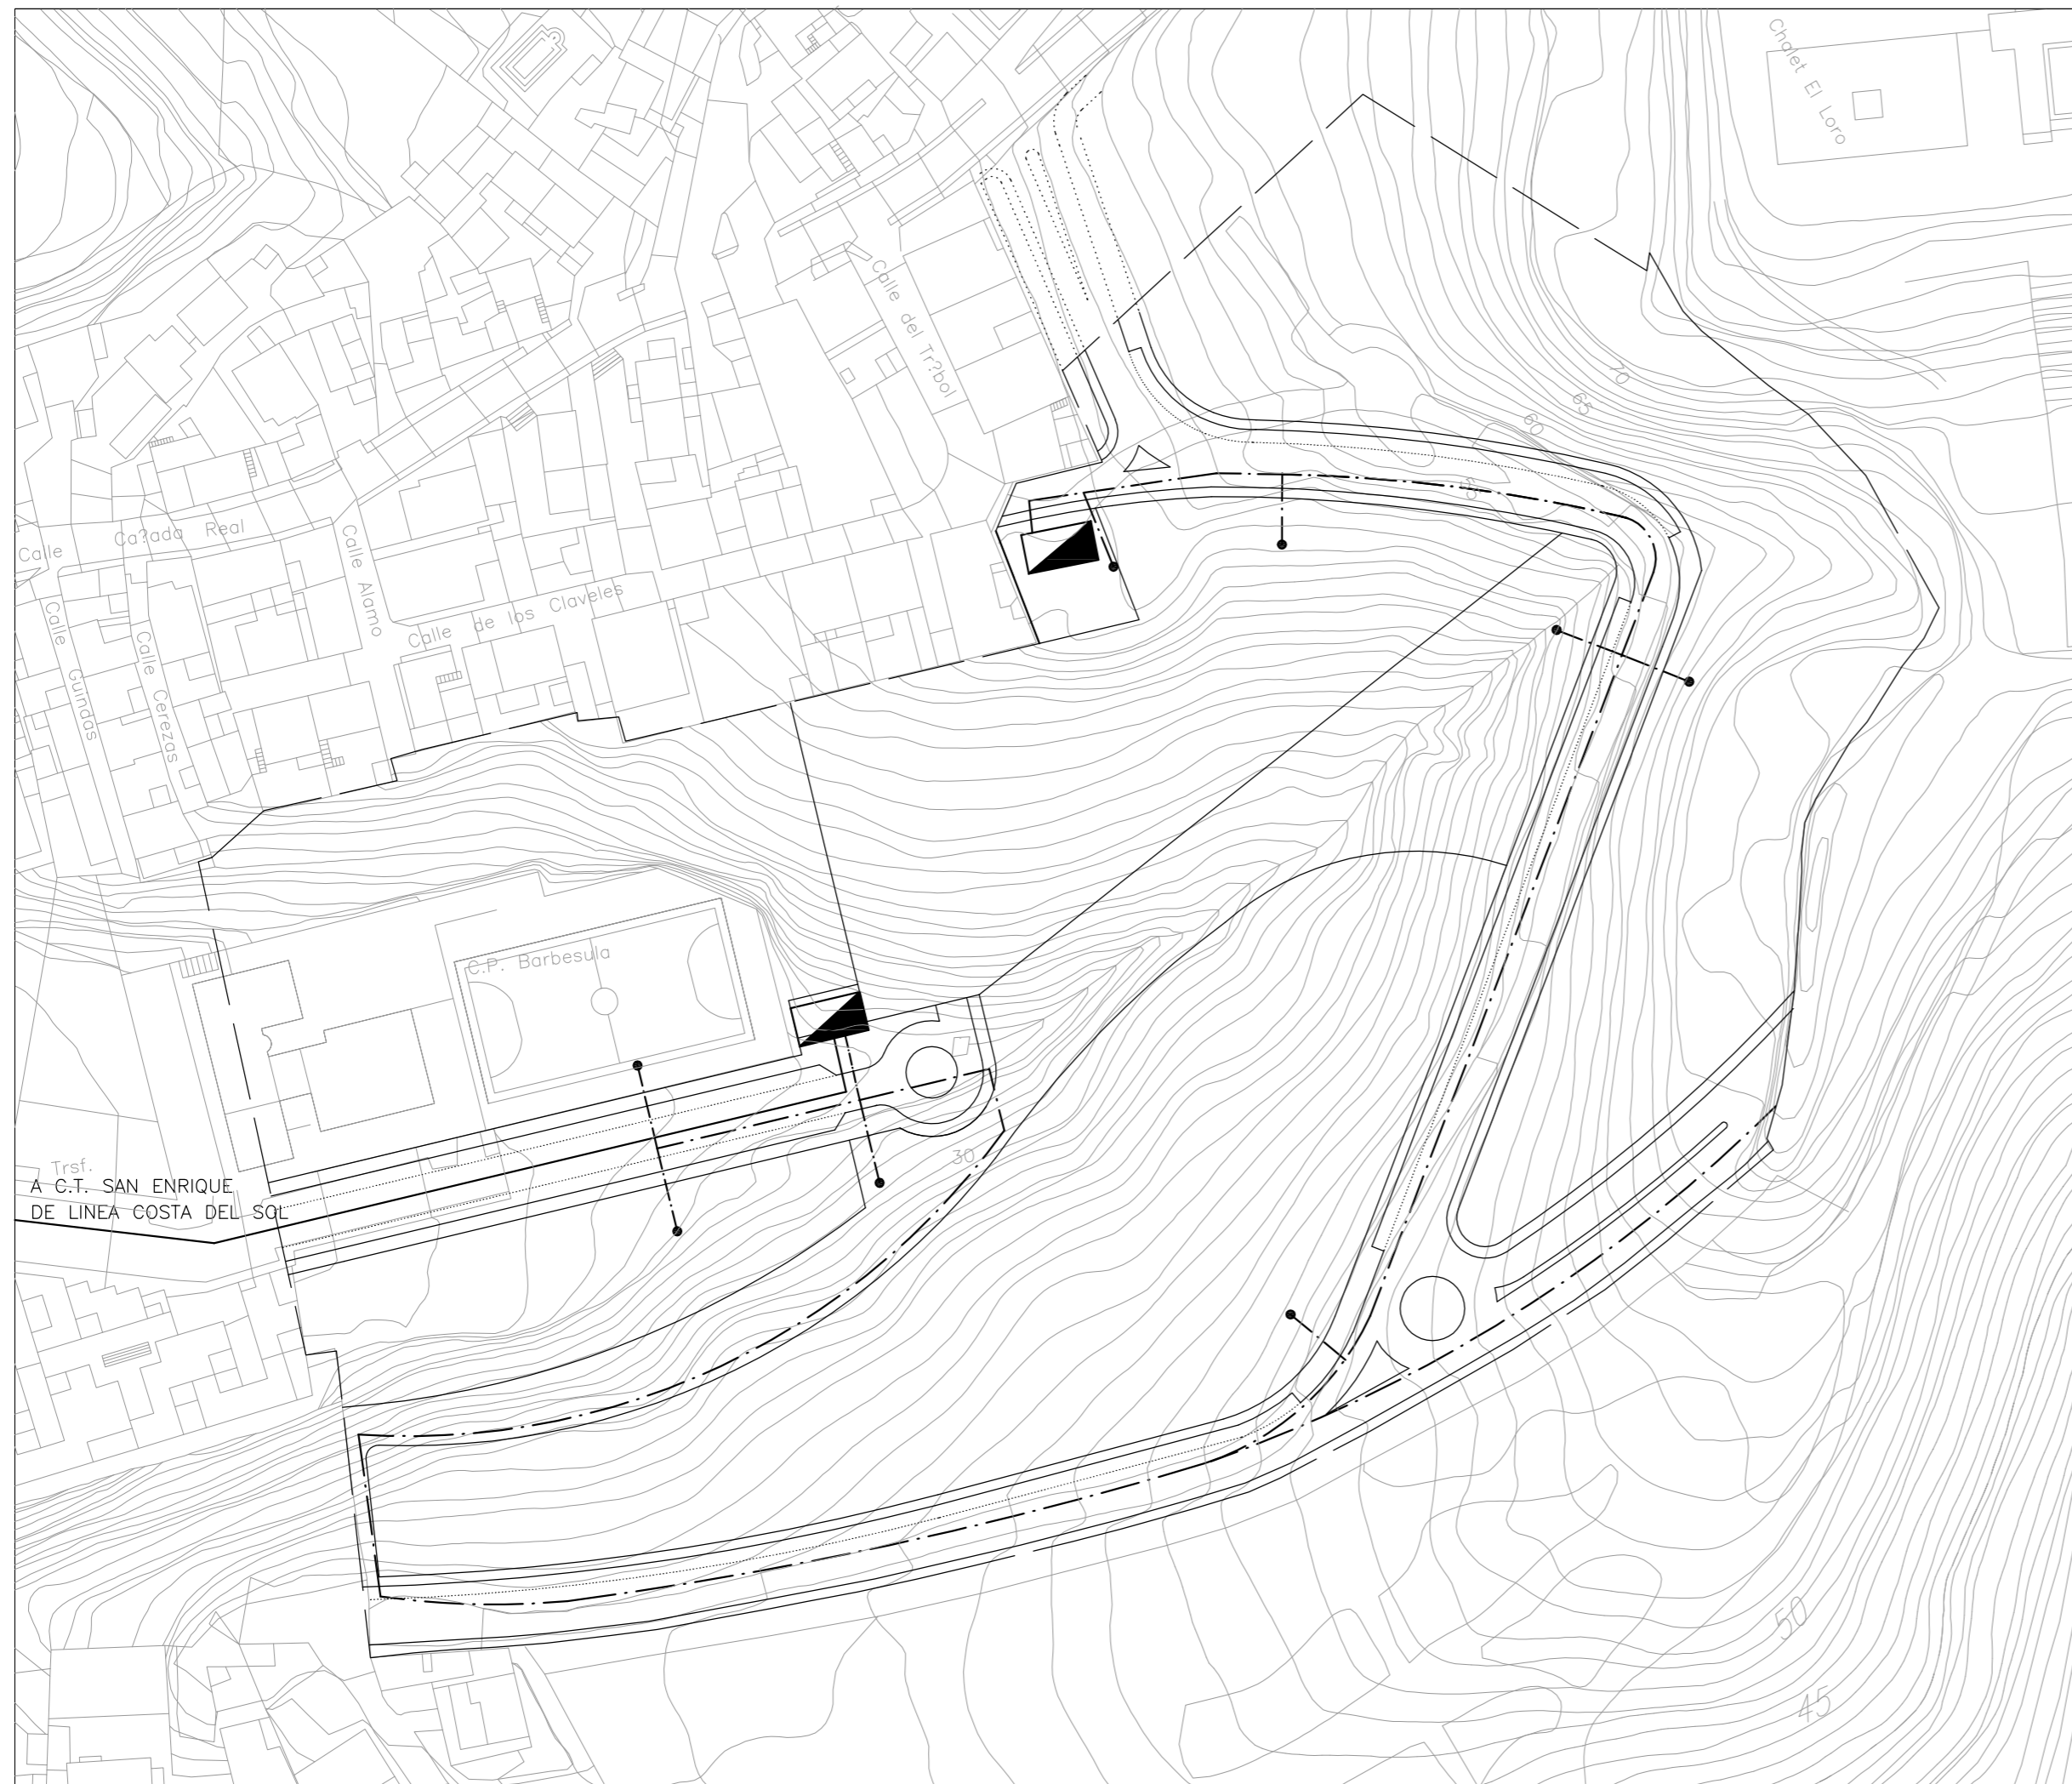 Chalet El Loro
Calle del Tr?bol
70
65
60
Calle
Ca?ada Real
Calle Alamo
Calle de los Claveles
Calle Guindas
Calle Cerezas
C.P. Barbesula
Trsf.
30
A C.T. SAN ENRIQUE
DE LINEA COSTA DEL SOL
50
45